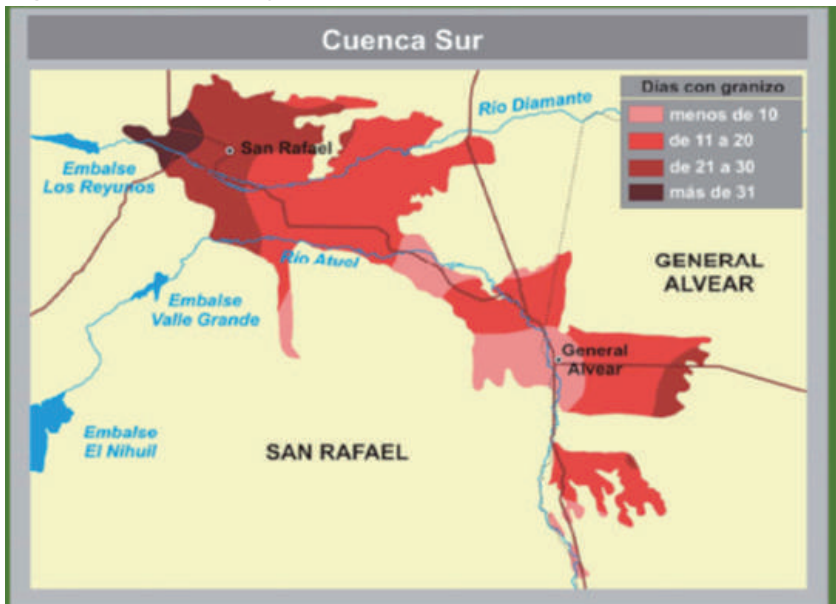 Cuenca Sur
Días con granizo
menos de 10
de 11 a 20
de 21 a 30
más de 31
Río Diamante
San Rafael
Embalse
Los Reyunos
Río Atuel
GENERAL
ALVEAR
Embalse
Valle Grande
General
Alvear
Embalse
El Nihuil
SAN RAFAEL